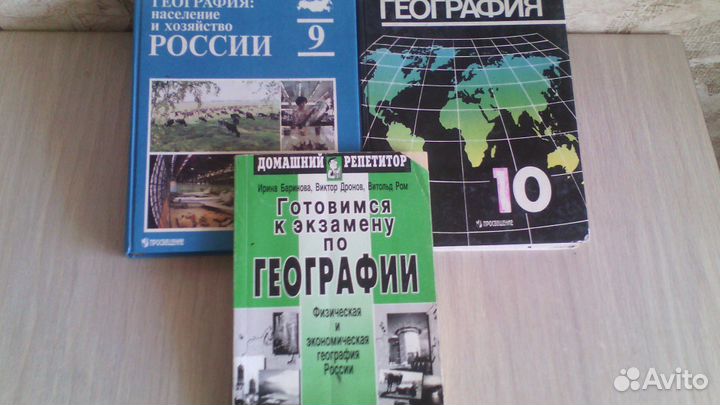 ГЕОГРАФИЯ:
население
и хозяйство
РОССИИ
9
ПРОСВЕЩЕНИЕ
ГЕОГРАФИЯ
10
ПРОСВЕЩЕНИЕ
ДОМАШНИЙ РЕПЕТИТОР
Ирина Баринова, Виктор Дронов, Витольд Ром
Готовимся
к экзамену
по
ГЕОГРАФИИ
Физическая
и
экономическая
география
России
Avito